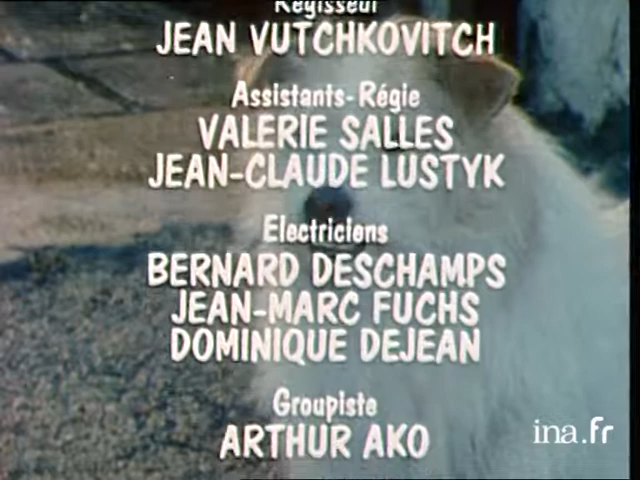 Régisseur
JEAN VUTCHKOVITCH
Assistants-Régie
VALERIE SALLES
JEAN-CLAUDE LUSTYK
Electriciens
BERNARD DESCHAMPS
JEAN-MARC FUCHS
DOMINIQUE DEJEAN
Groupiste
ARTHUR AKO
ina.fr